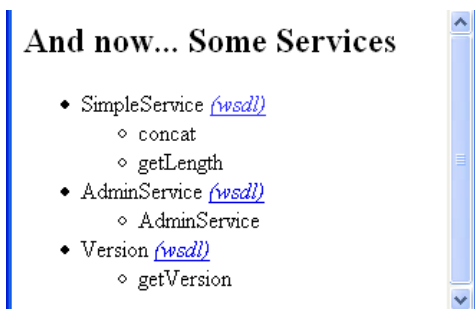 And now... Some Services
SimpleService (wsdl)
concat
getLength
AdminService (wsdl)
AdminService
Version (wsdl)
getVersion